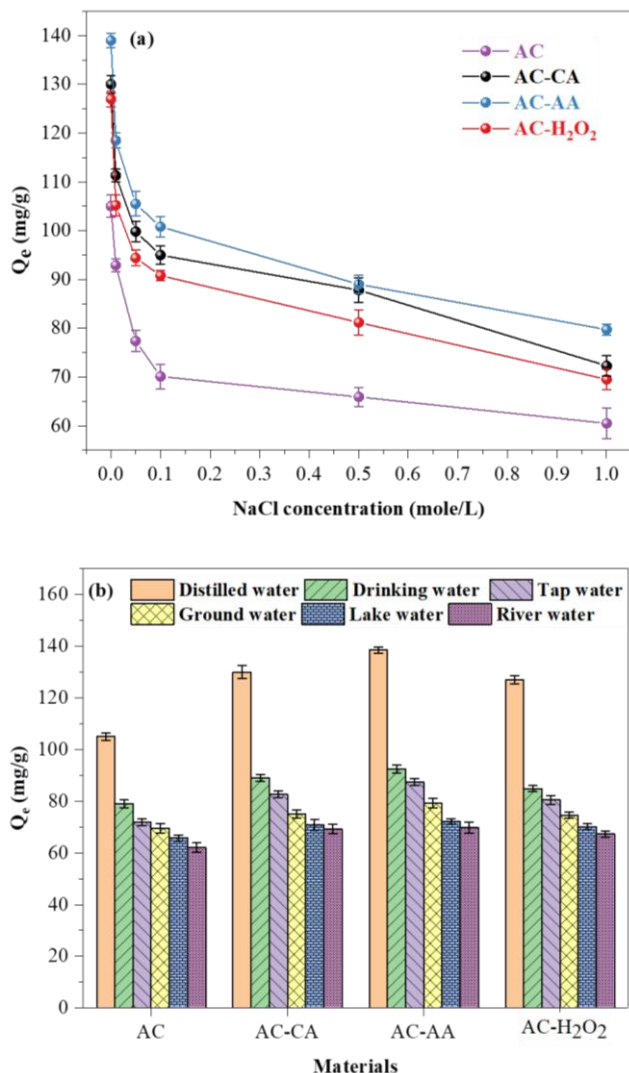 (a)
AC
AC-CA
AC-AA
AC-H₂O₂
140
130
120
110
100
90
80
70
60
Qe (mg/g)
0.0 0.1 0.2 0.3 0.4 0.5 0.6 0.7 0.8 0.9 1.0
NaCl concentration (mole/L)
(b)
Distilled water Drinking water Tap water
Ground water Lake water River water
160
140
120
100
80
60
40
20
0
Qe (mg/g)
AC AC-CA AC-AA AC-H₂O₂
Materials